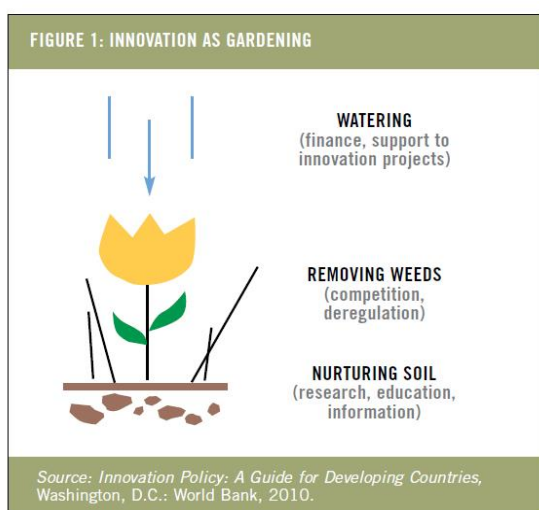 FIGURE 1: INNOVATION AS GARDENING
WATERING
(finance, support to
innovation projects)
REMOVING WEEDS
(competition,
deregulation)
NURTURING SOIL
(research, education,
information)
Source: Innovation Policy: A Guide for Developing Countries,
Washington, D.C.: World Bank, 2010.